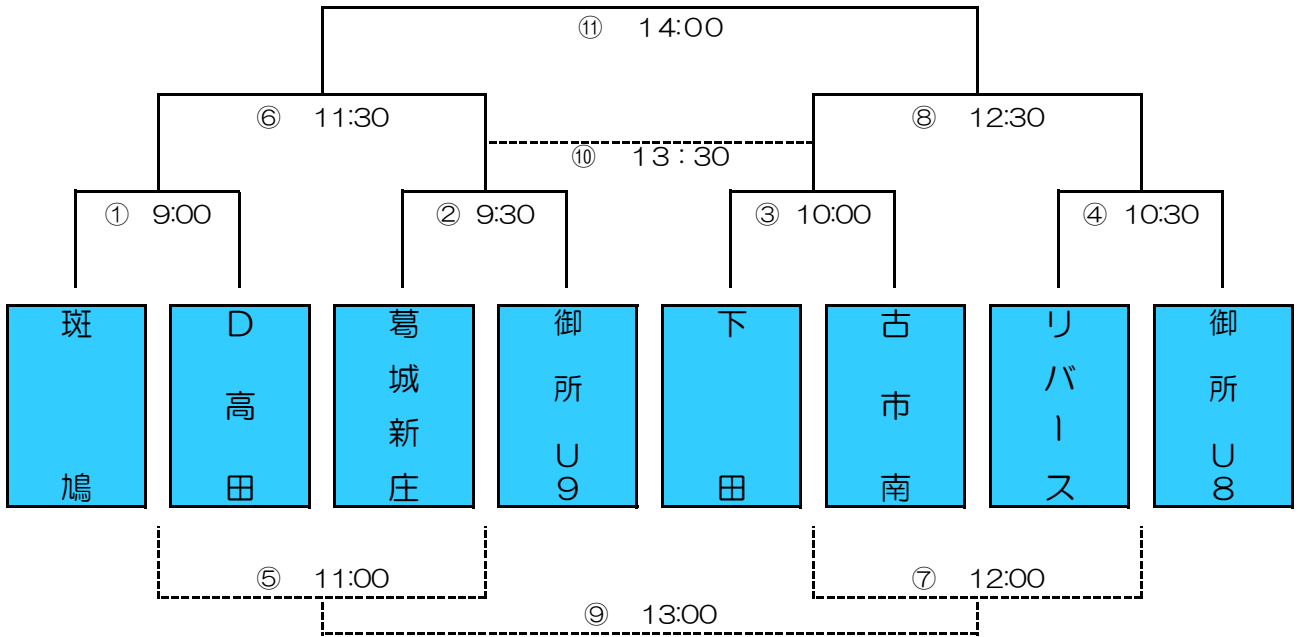 ⑪ 14:00
⑥ 11:30
⑧ 12:30
⑩ 13:30
① 9:00
② 9:30
③ 10:00
④ 10:30
斑鳩
D高田
葛城新庄
御所U9
下田
古市南
リバース
御所U8
⑤ 11:00
⑦ 12:00
⑨ 13:00